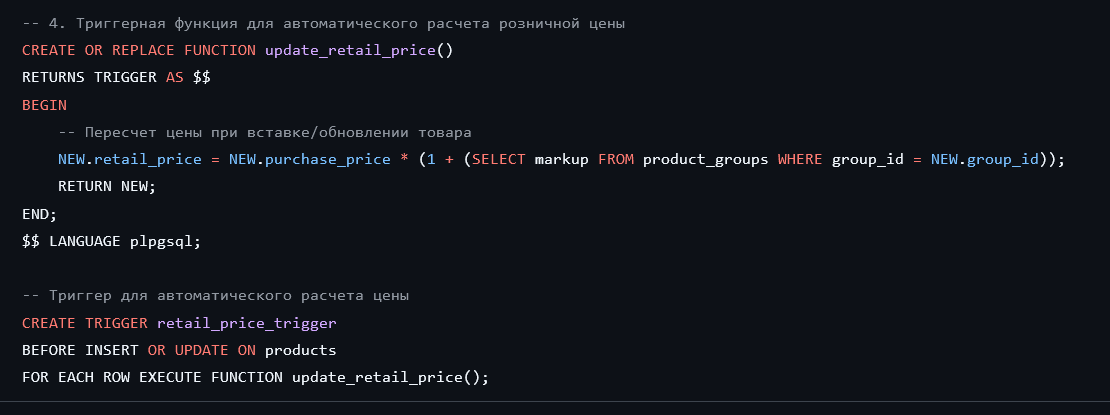 -- 4. Триггерная функция для автоматического расчета розничной цены
CREATE OR REPLACE FUNCTION update_retail_price()
RETURNS TRIGGER AS $$
BEGIN
    -- Пересчет цены при вставке/обновлении товара
    NEW.retail_price = NEW.purchase_price * (1 + (SELECT markup FROM product_groups WHERE group_id = NEW.group_id));
    RETURN NEW;
END;
$$ LANGUAGE plpgsql;

-- Триггер для автоматического расчета цены
CREATE TRIGGER retail_price_trigger
BEFORE INSERT OR UPDATE ON products
FOR EACH ROW EXECUTE FUNCTION update_retail_price();